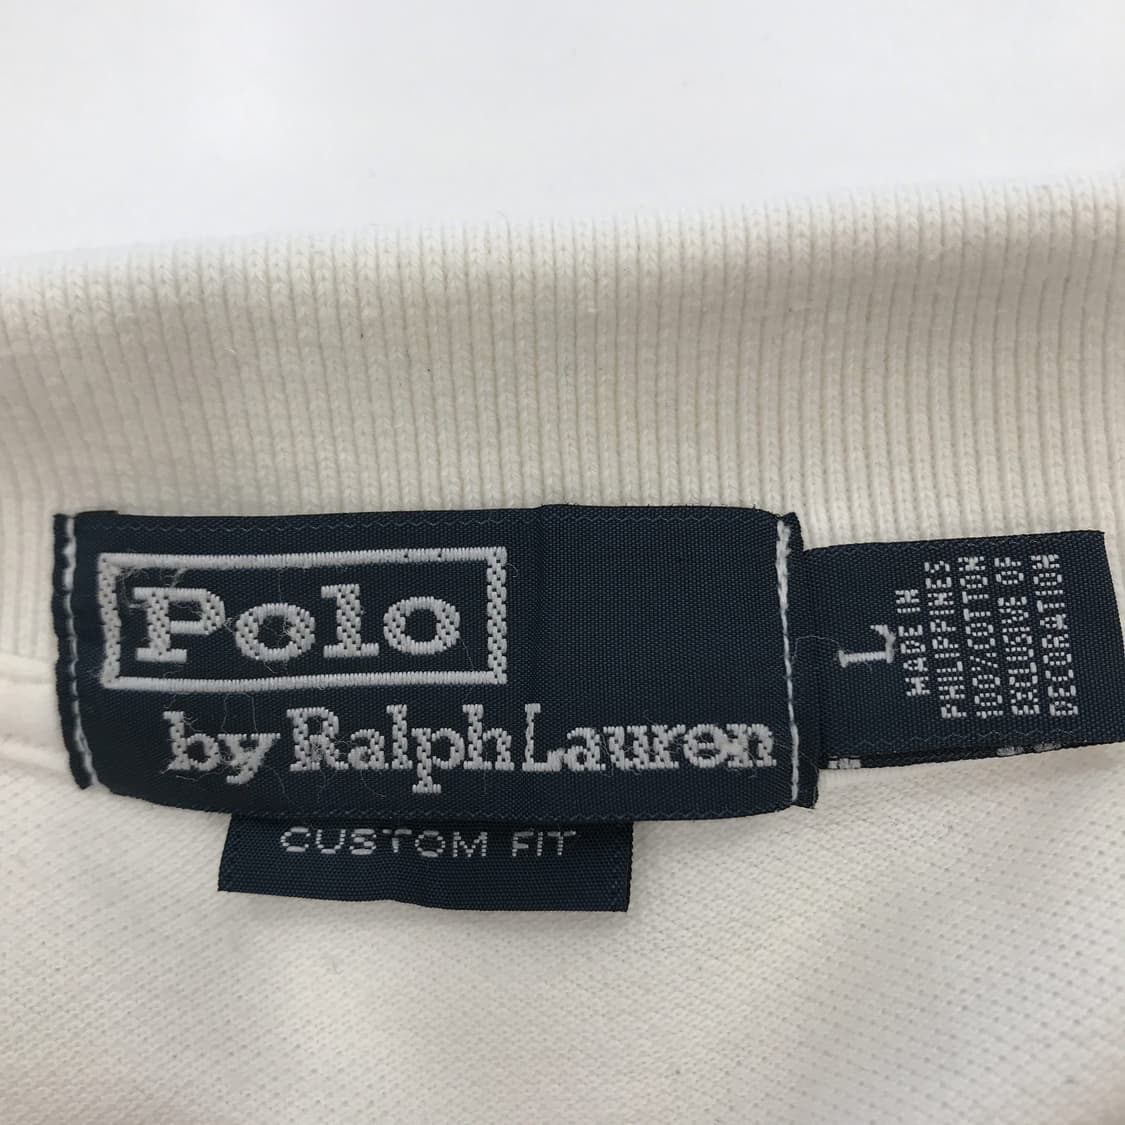 Polo
by Ralph Lauren
CUSTOM FIT
L
MADE IN
PHILIPPINES
100%COTTON
EXCLUSIVE OF
DECORATION